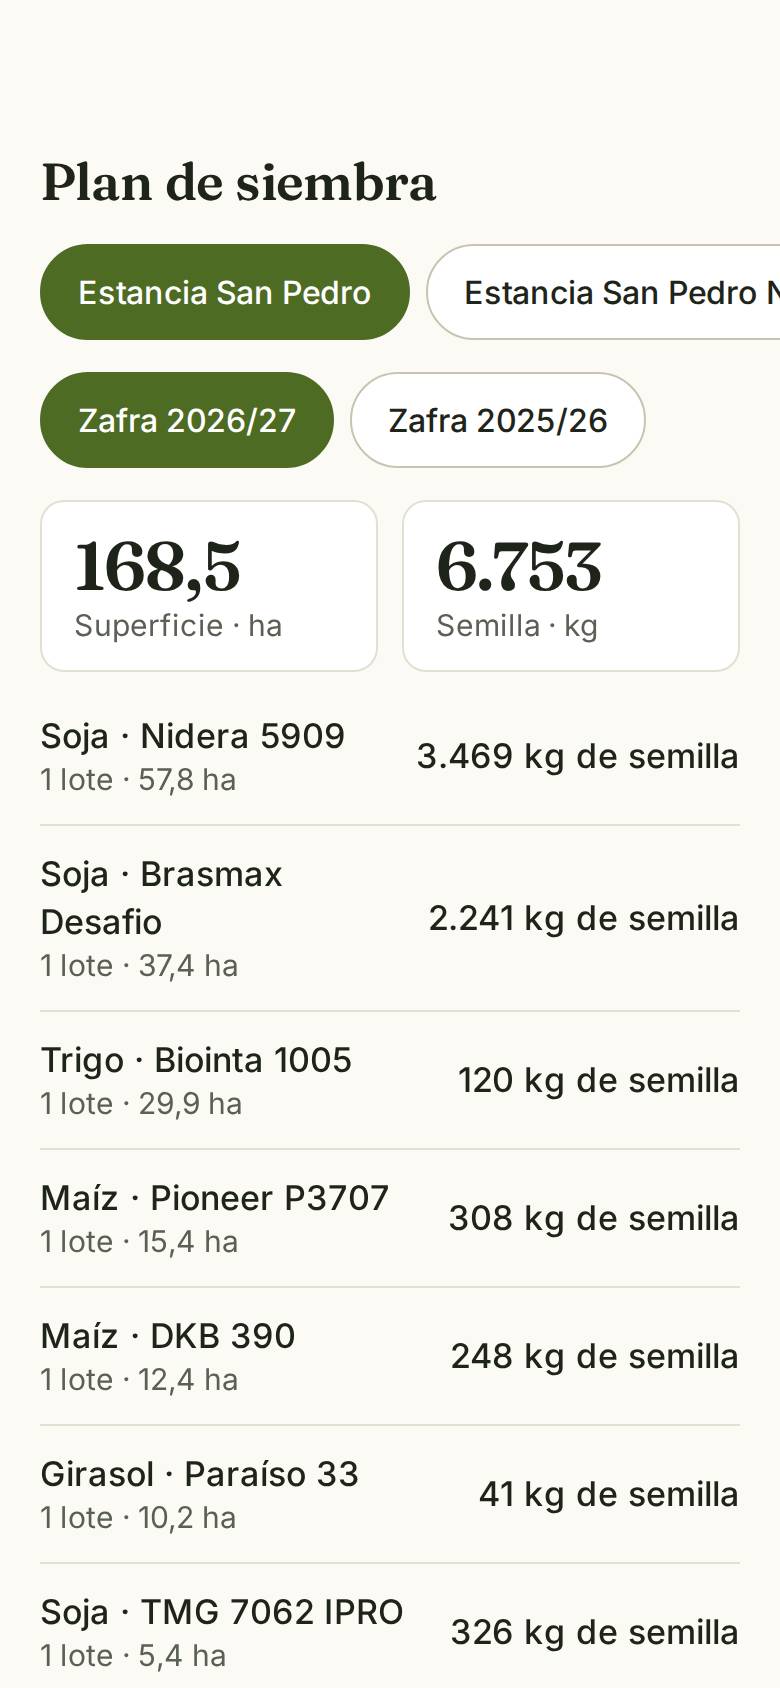 Plan de siembra
Estancia San Pedro
Estancia San Pedro
Zafra 2026/27
Zafra 2025/26
168,5
Superficie · ha
6.753
Semilla · kg
Soja · Nidera 5909
1 lote · 57,8 ha
3.469 kg de semilla
Soja · Brasmax
Desafio
1 lote · 37,4 ha
2.241 kg de semilla
Trigo · Biointa 1005
1 lote · 29,9 ha
120 kg de semilla
Maíz · Pioneer P3707
1 lote · 15,4 ha
308 kg de semilla
Maíz · DKB 390
1 lote · 12,4 ha
248 kg de semilla
Girasol · Paraíso 33
1 lote · 10,2 ha
41 kg de semilla
Soja · TMG 7062 IPRO
1 lote · 5,4 ha
326 kg de semilla